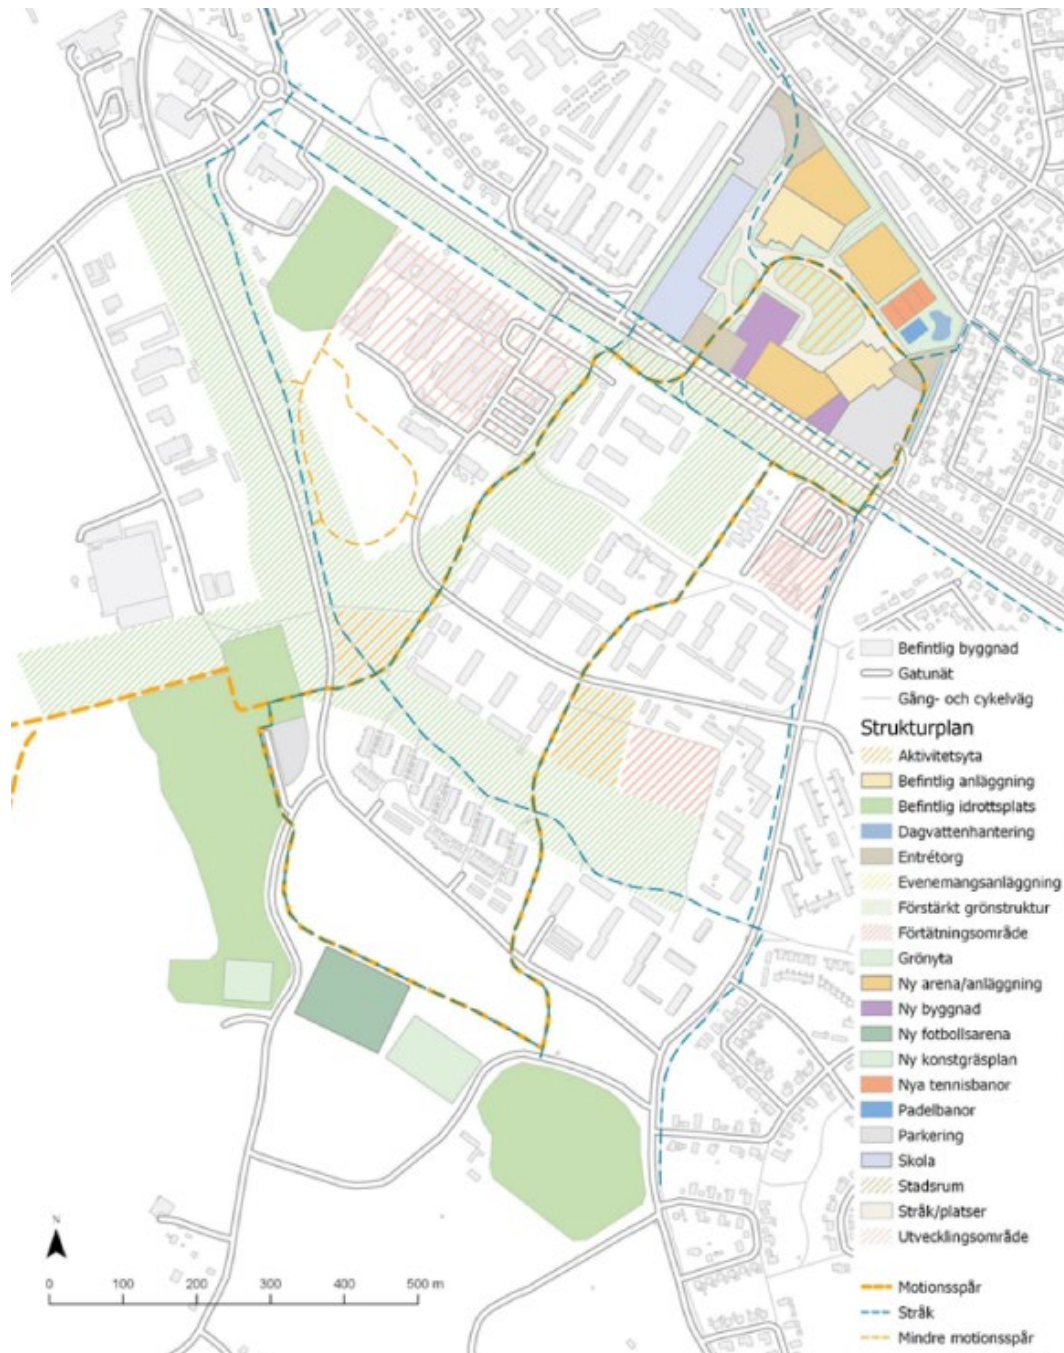 Befintlig byggnad
Gatunät
Gång- och cykelväg
Strukturplan
Aktivitetsyta
Befintlig anläggning
Befintlig idrottsplats
Dagvattenhantering
Entrétorg
Evenemangsanläggning
Förstärkt grönstruktur
Förtätningsområde
Grönyta
Ny arena/anläggning
Ny byggnad
Ny fotbollsarena
Ny konstgräsplan
Nya tennisbanor
Padelbanor
Parkering
Skola
Stadsrum
Stråk/platser
Utvecklingsområde
Motionsspår
Stråk
Mindre motionsspår
N
0 100 200 300 400 500 m